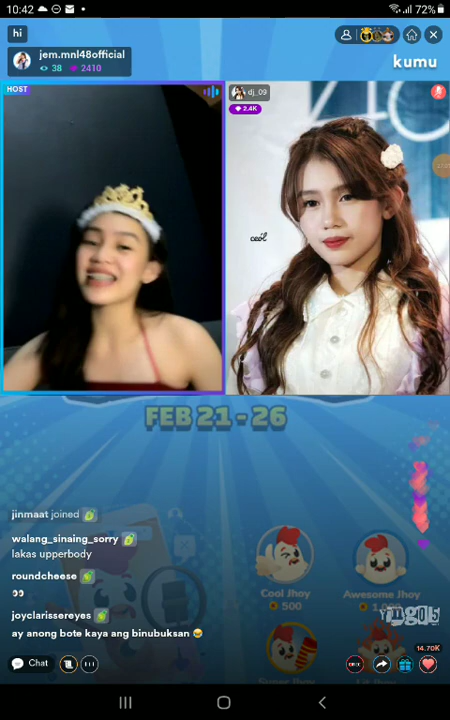 10:42
72%
hi
jem.mnl48official
38 2410
kumu
HOST
dj_09
2.4K
ceól
FEB 21 - 26
jinmaat joined
walang_sinaing_sorry
lakas upperbody
roundcheese
joyclarissereyes
ay anong bote kaya ang binubuksan
Cool Jhoy
500
Awesome Jhoy
14.70K
Chat